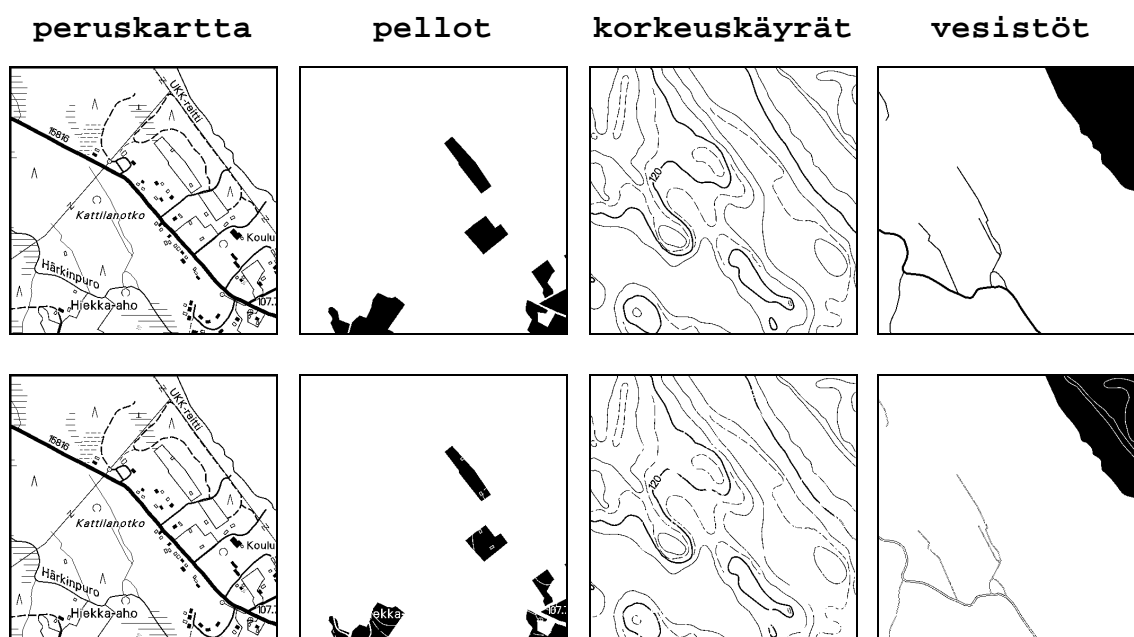 peruskartta pellot korkeuskäyrät vesistöt
UKK-reitti
15816
120
Kattilanotko
Koulu
Härkinpuro
Hiekka-aho
107.
UKK-reitti
15816
120
Kattilanotko
Koulu
Härkinpuro
Hiekka-aho
ekka-
107.
107.